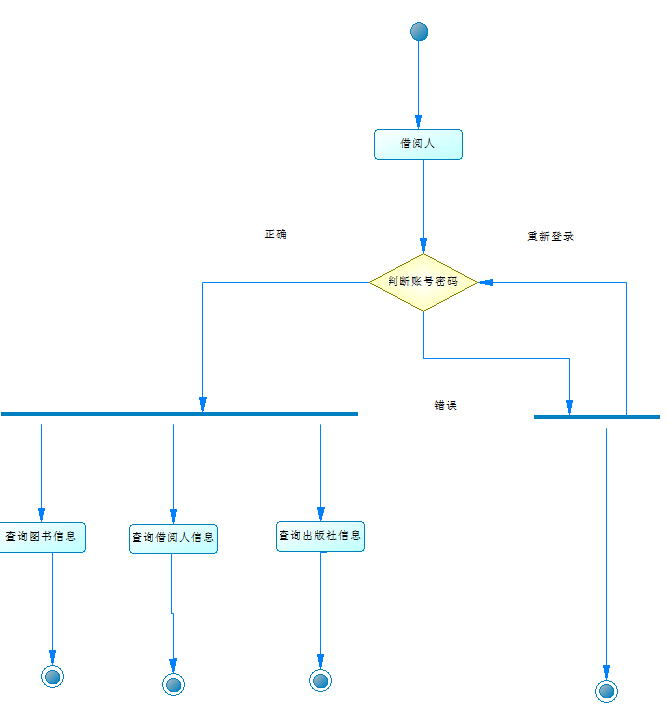 借阅人
正确
重新登录
判断账号密码
错误
查询图书信息
查询借阅人信息
查询出版社信息